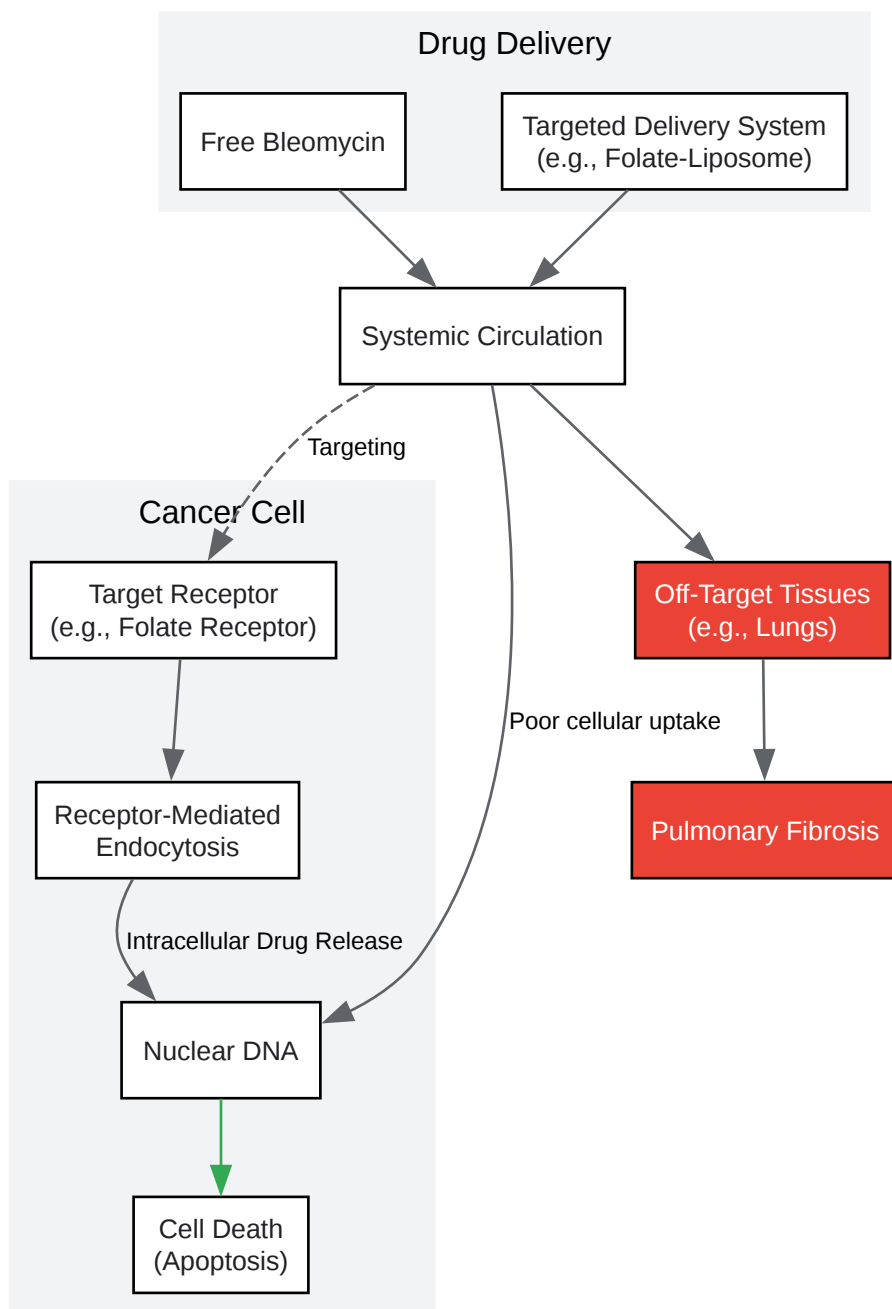 Drug Delivery
Free Bleomycin
Targeted Delivery System
(e.g., Folate-Liposome)
Systemic Circulation
Targeting
Cancer Cell
Target Receptor
(e.g., Folate Receptor)
Off-Target Tissues
(e.g., Lungs)
Poor cellular uptake
Receptor-Mediated
Endocytosis
Pulmonary Fibrosis
Intracellular Drug Release
Nuclear DNA
Cell Death
(Apoptosis)